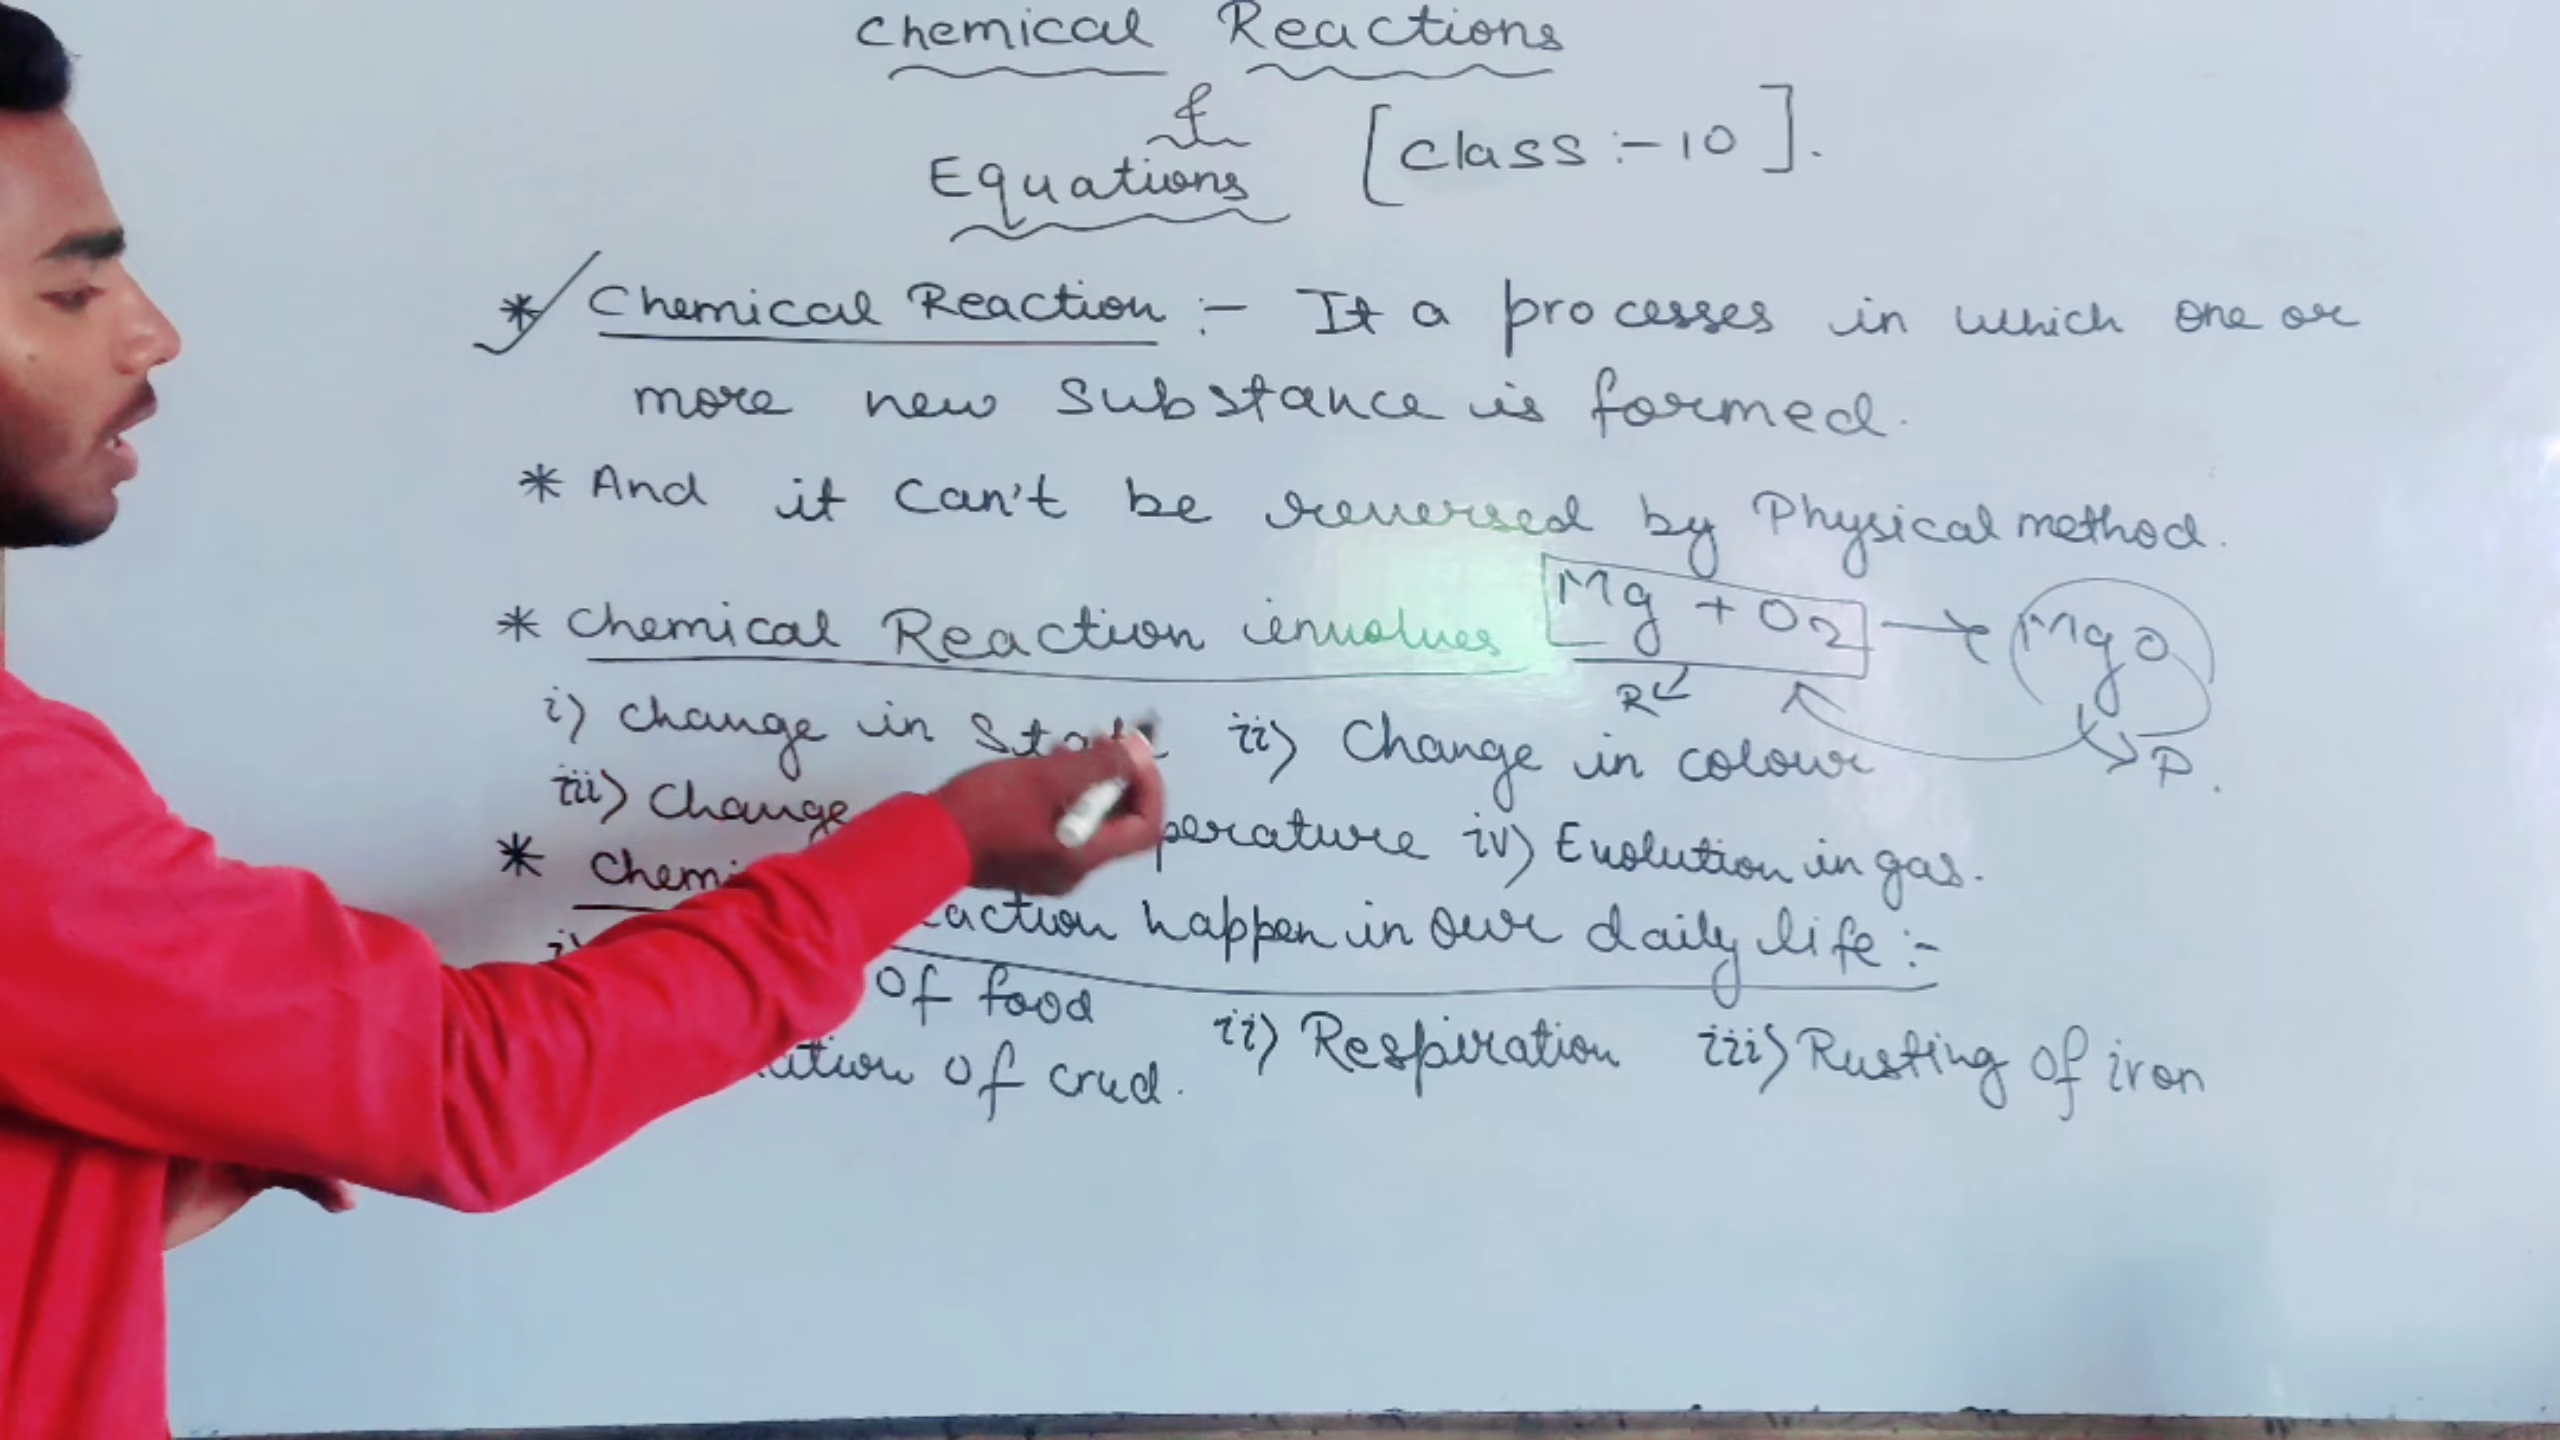 Chemical Reactions
&
Equations [class :- 10].
* Chemical Reaction :- It a processes in which one or
more new substance is formed.
* And it can't be reversed by Physical method.
* Chemical Reaction involves Mg + O2 → MgO
R P.
i) change in State ii) Change in colour
iii) Change perature iv) Evolution in gas.
* Chemi action happen in our daily life :-
i) of food ii) Respiration iii) Rusting of iron
of crud.